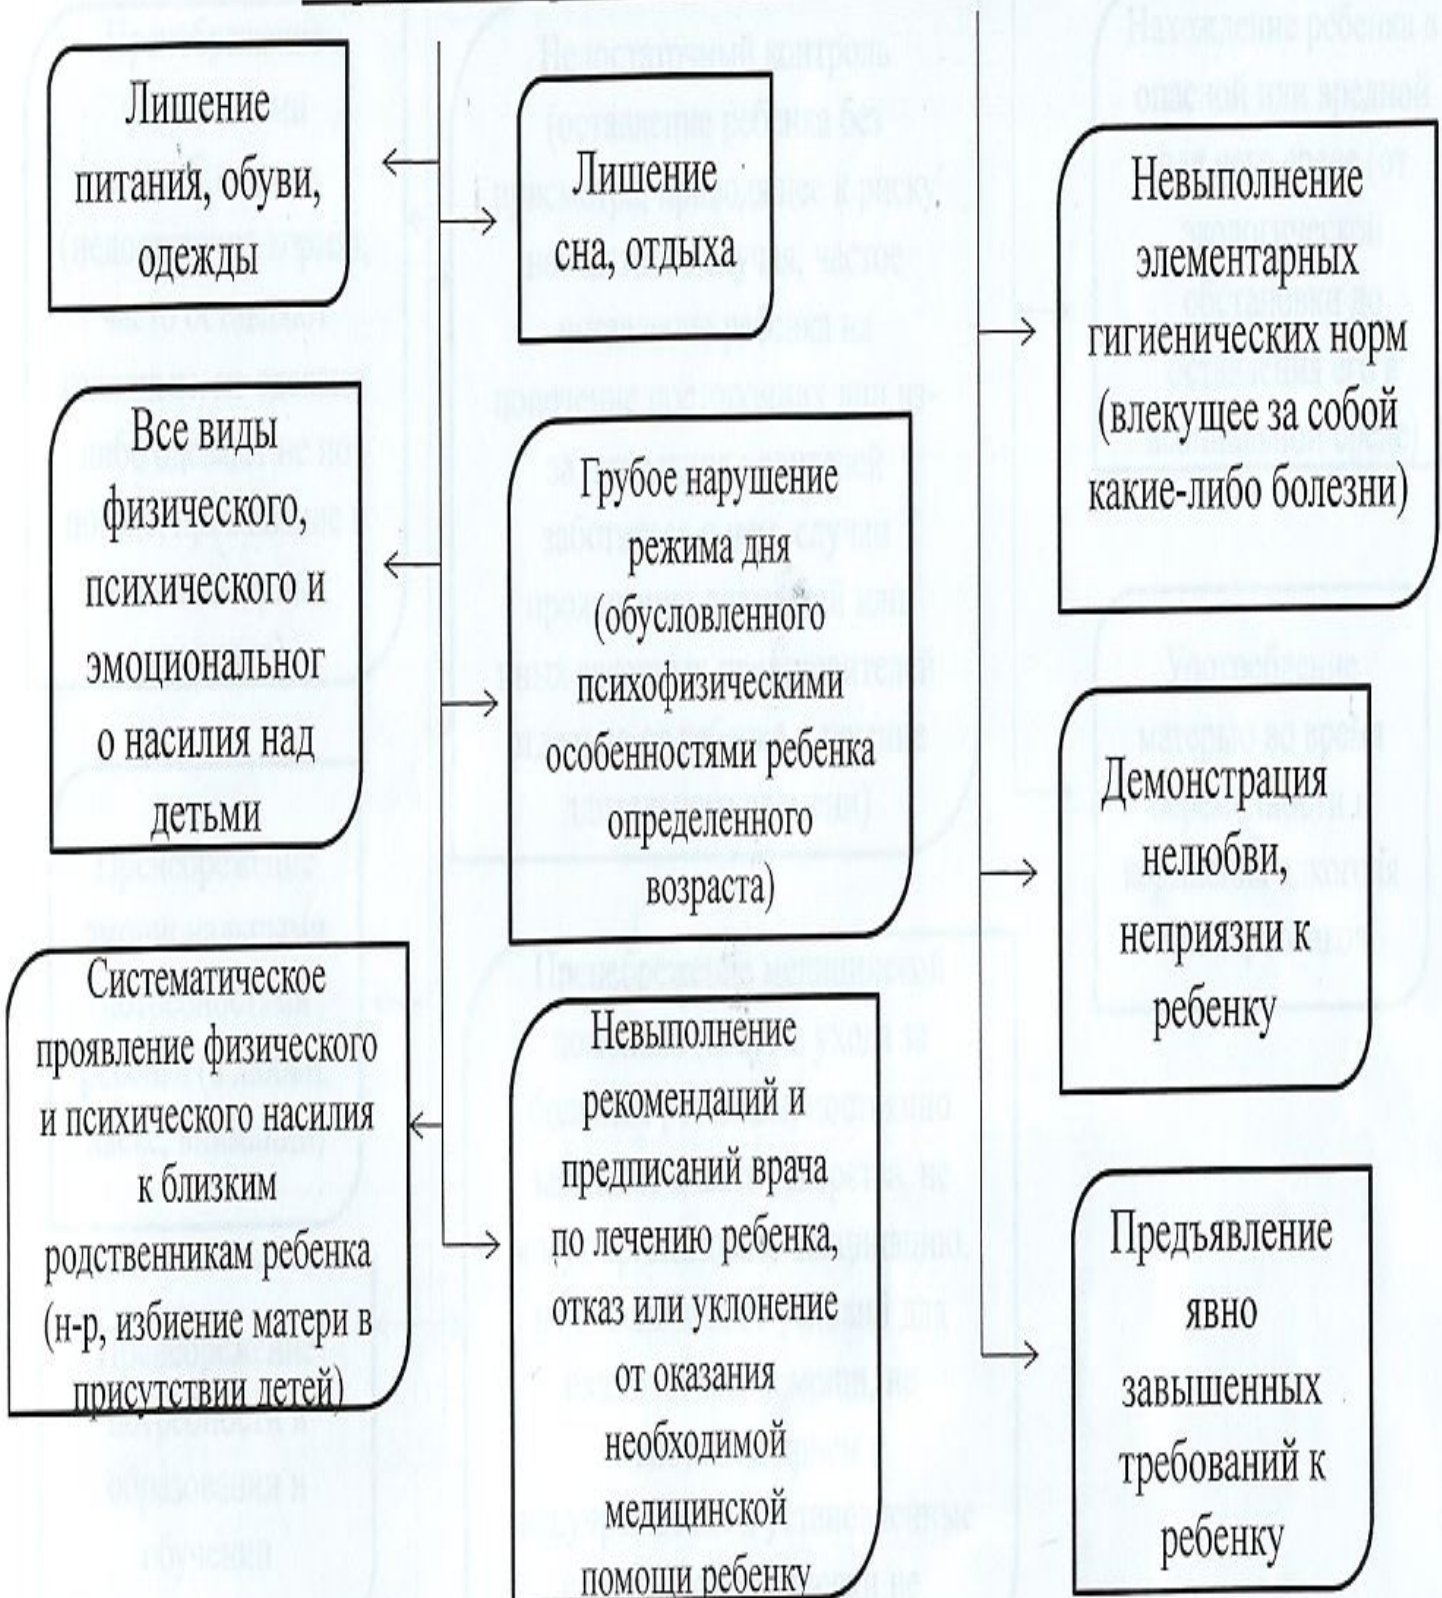 Лишение
питания, обуви,
одежды
Лишение
сна, отдыха
Невыполнение
элементарных
гигиенических норм
(влекущее за собой
какие-либо болезни)
Все виды
физического,
психического и
эмоциональног
о насилия над
детьми
Грубое нарушение
режима дня
(обусловленного
психофизическими
особенностями ребенка
определенного
возраста)
Демонстрация
нелюбви,
неприязни к
ребенку
Систематическое
проявление физического
и психического насилия
к близким
родственникам ребенка
(н-р, избиение матери в
присутствии детей)
Невыполнение
рекомендаций и
предписаний врача
по лечению ребенка,
отказ или уклонение
от оказания
необходимой
медицинской
помощи ребенку
Предъявление
явно
завышенных
требований к
ребенку